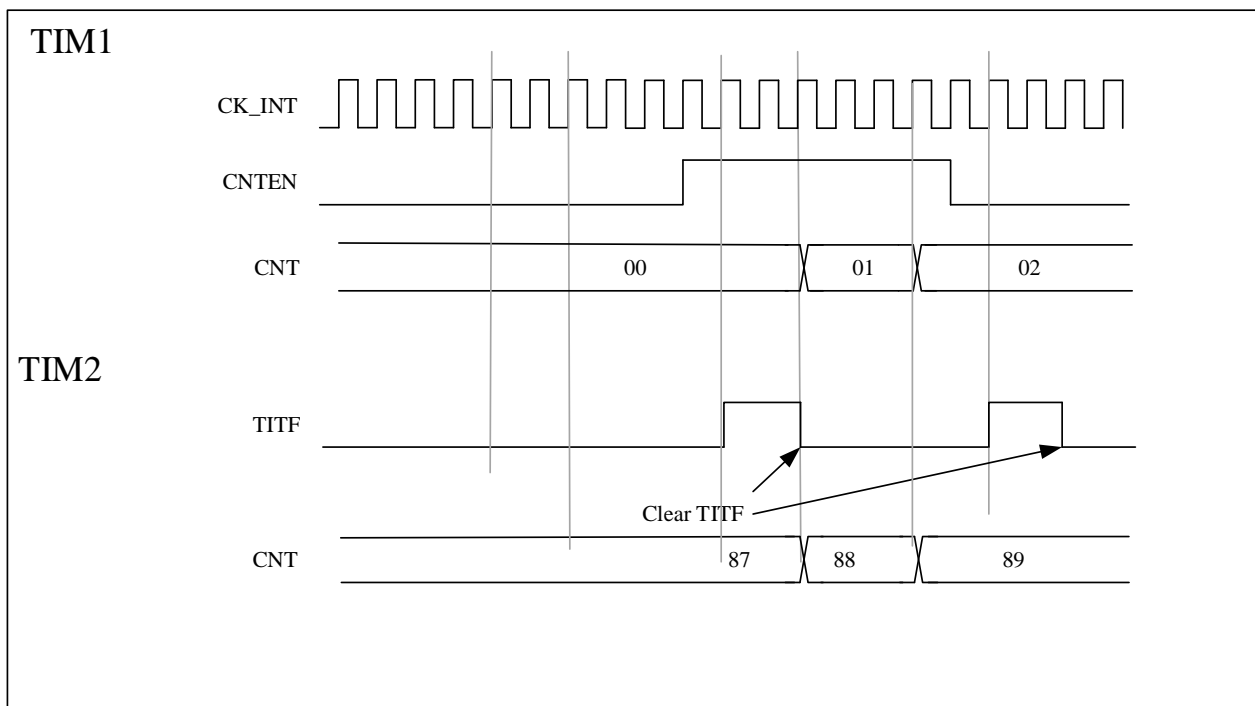 TIM1
CK_INT
CNTEN
CNT
00
01
02
TIM2
TITF
Clear TITF
CNT
87
88
89